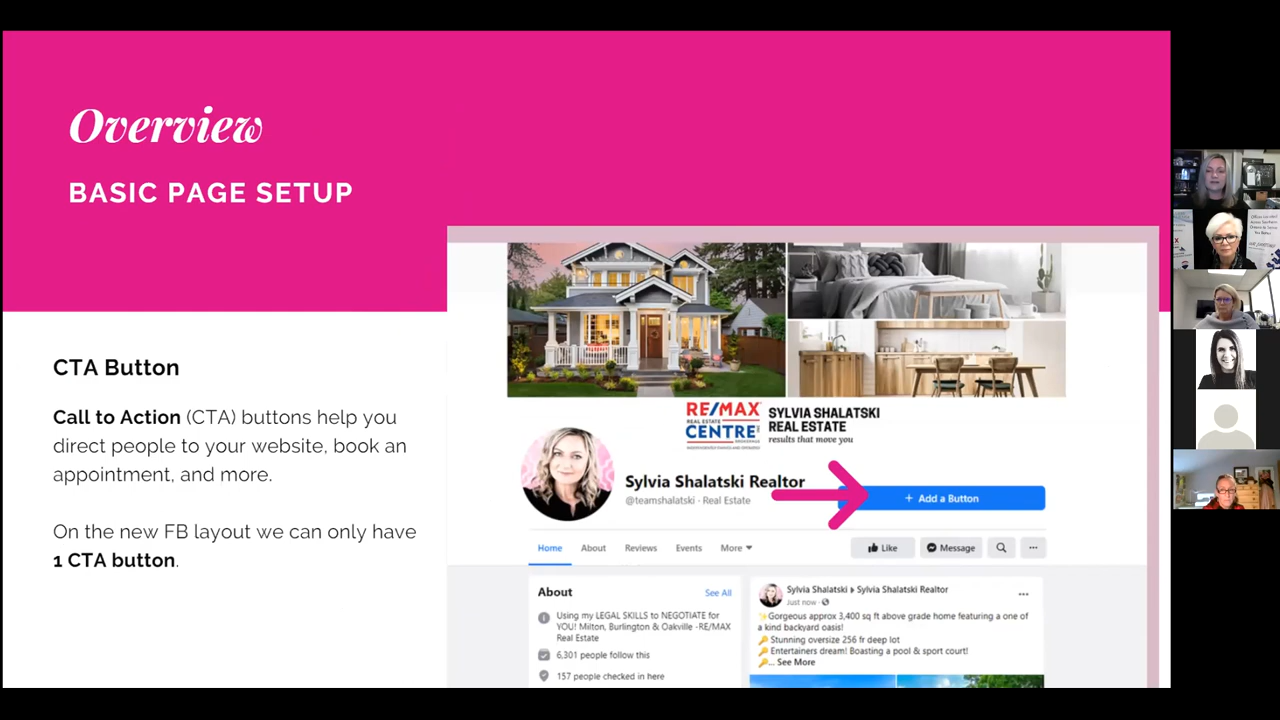 Overview
BASIC PAGE SETUP
CTA Button
Call to Action (CTA) buttons help you
direct people to your website, book an
appointment, and more.
On the new FB layout we can only have
1 CTA button.
RE/MAX
REAL ESTATE
CENTRE
SYLVIA SHALATSKI
REAL ESTATE
results that move you
Sylvia Shalatski Realtor
@teamshalatski · Real Estate
+ Add a Button
Home About Reviews Events More
Like Message
About See All
Using my LEGAL SKILLS to NEGOTIATE for
YOU! Milton, Burlington & Oakville -RE/MAX
Real Estate
6,301 people follow this
157 people checked in here
Sylvia Shalatski ▸ Sylvia Shalatski Realtor
Just now ·
✨Gorgeous approx 3,400 sq ft above grade home featuring a one of
a kind backyard oasis!
🔑 Stunning oversize 256 fr deep lot
🔑 Entertainers dream! Boasting a pool & sport court!
🔑... See More